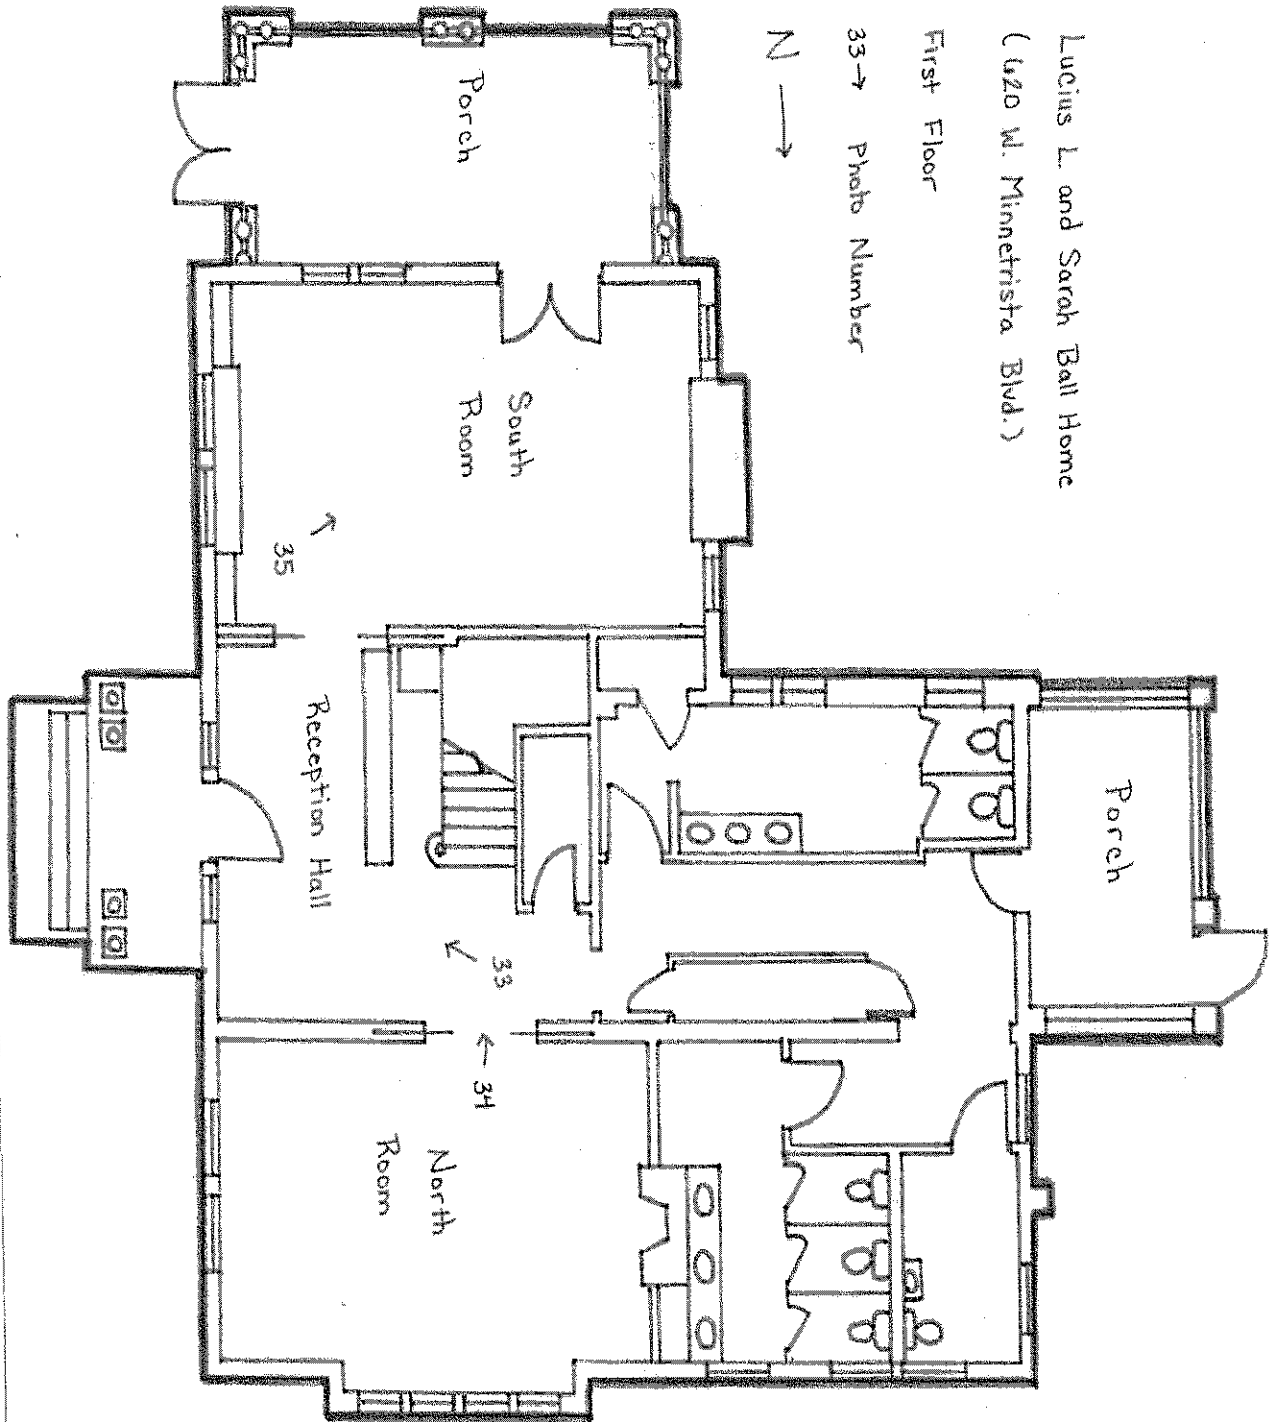 Lucius L. and Sarah Ball Home
(620 W. Minnetrista Blvd.)
First Floor
33→ Photo Number
N →
Porch
South
Room
Porch
Reception Hall
North
Room
35
33
34